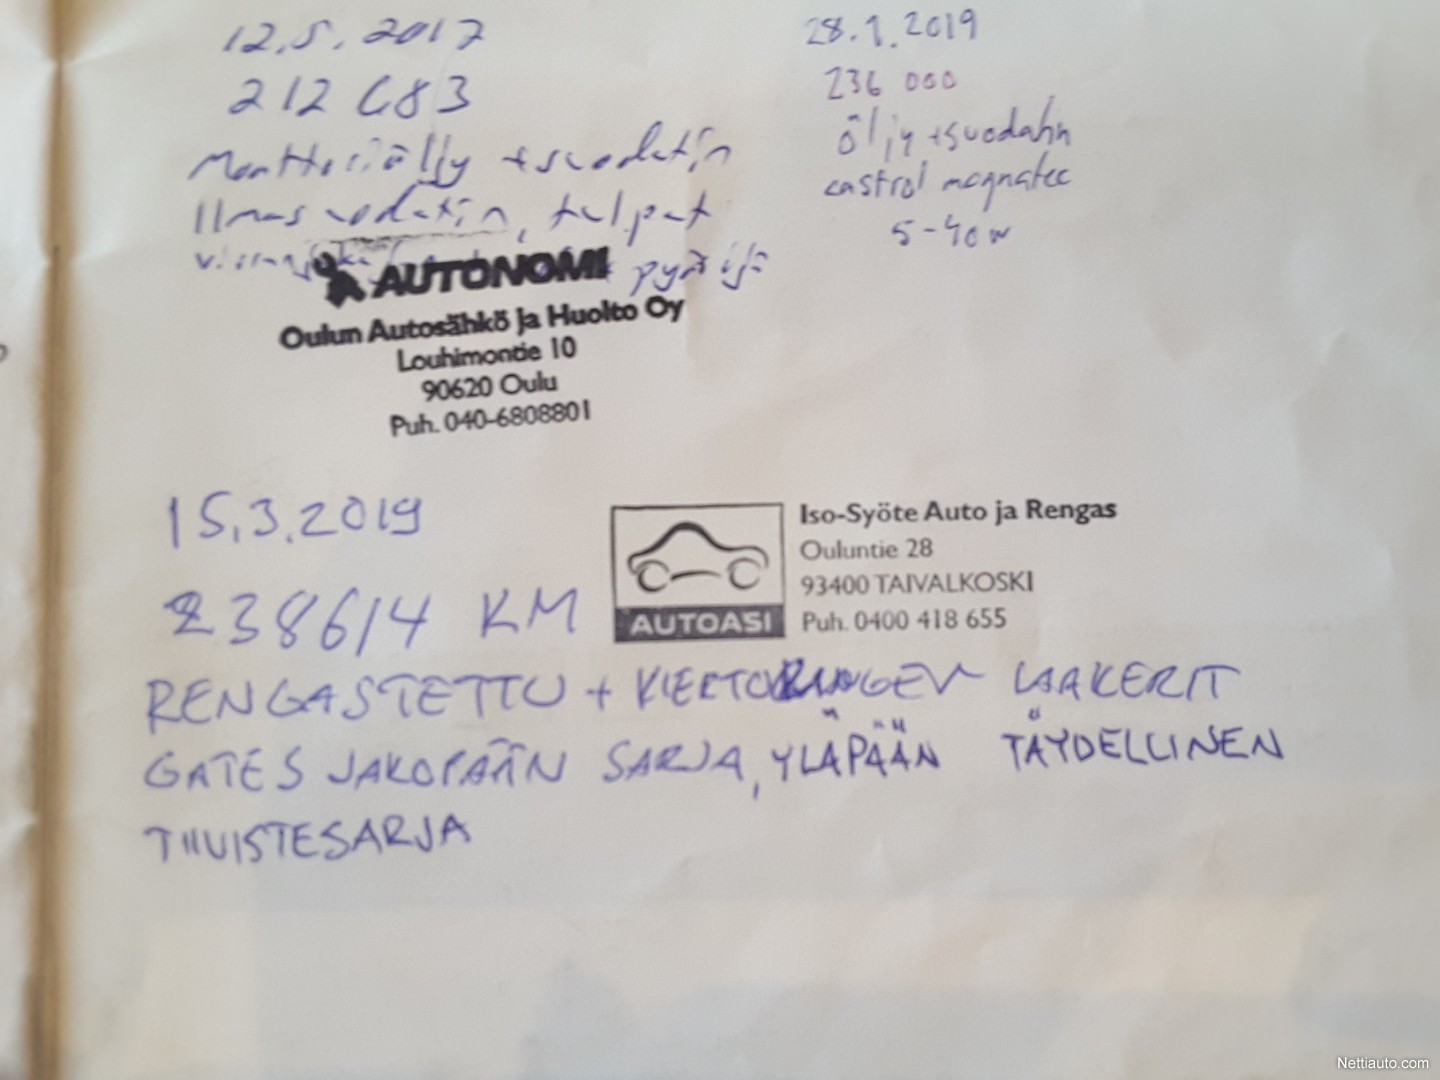 12.5.2017
212 683
Moottoriöljy + suodatin
Ilmasuodatin, tulpat
pyyhijä
AUTONOMI
Oulun Autosähkö ja Huolto Oy
Louhimontie 10
90620 Oulu
Puh. 040-6808801
28.1.2019
236 000
öljy + suodatin
castrol magnatec
5-40w
15.3.2019
238614 KM
AUTOASI
Iso-Syöte Auto ja Rengas
Ouluntie 28
93400 TAIVALKOSKI
Puh. 0400 418 655
RENGASTETTU + KIERTOKANGEN LAAKERIT
GATES JAKOPÄÄN SARJA, YLÄPÄÄN TÄYDELLINEN
TIIVISTESARJA
Nettiauto.com